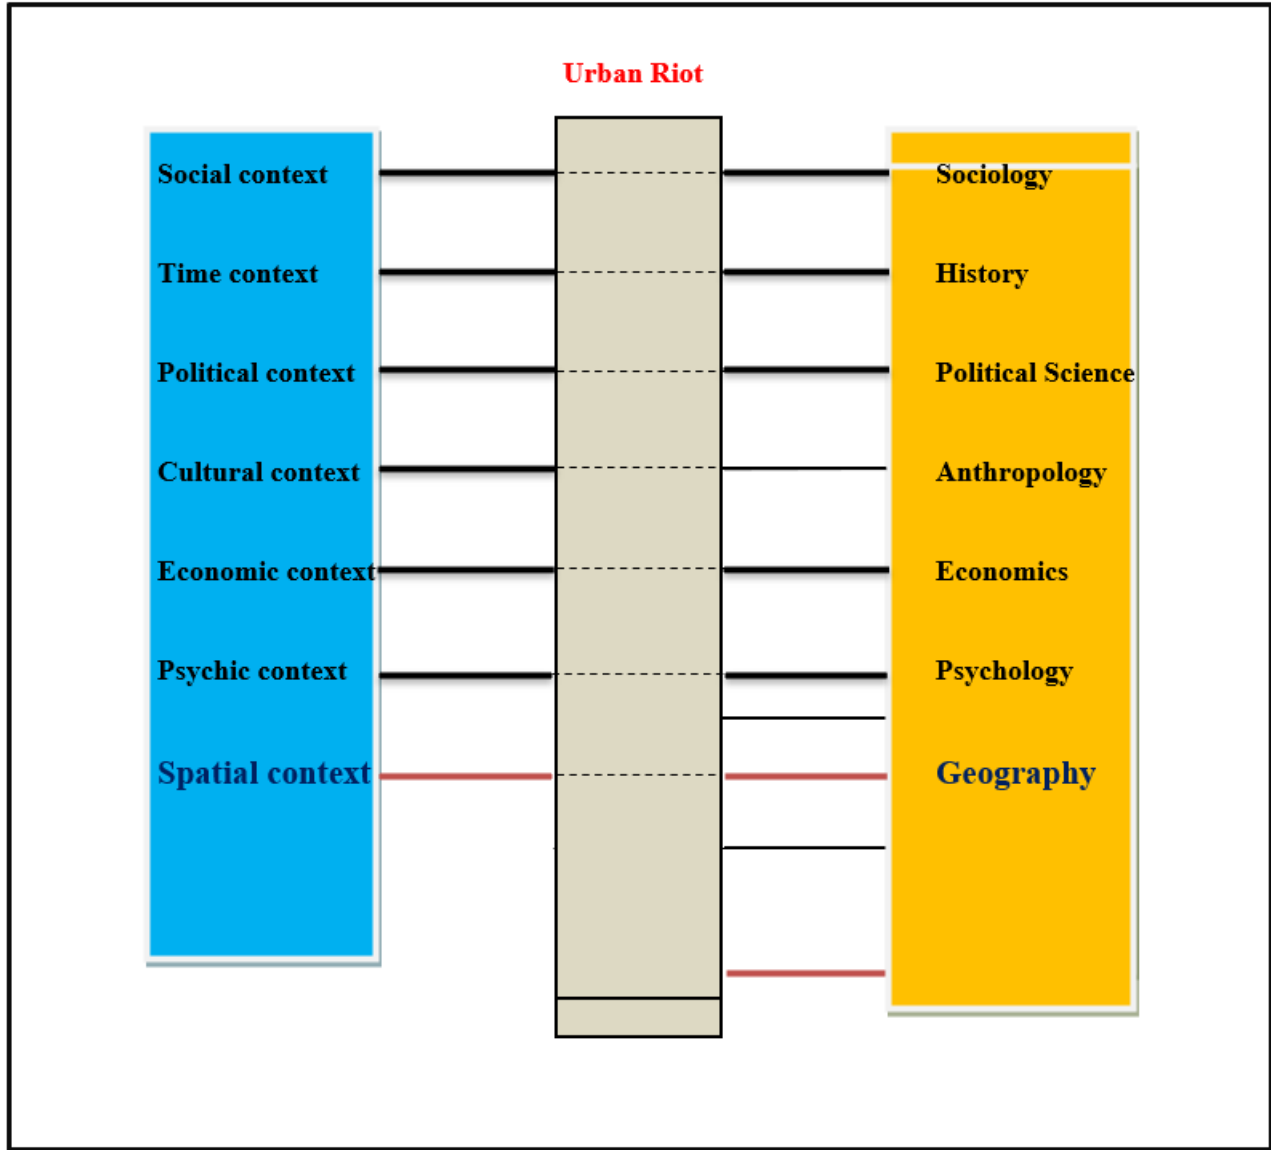 Urban Riot
Social context
Sociology
Time context
History
Political context
Political Science
Cultural context
Anthropology
Economic context
Economics
Psychic context
Psychology
Spatial context
Geography